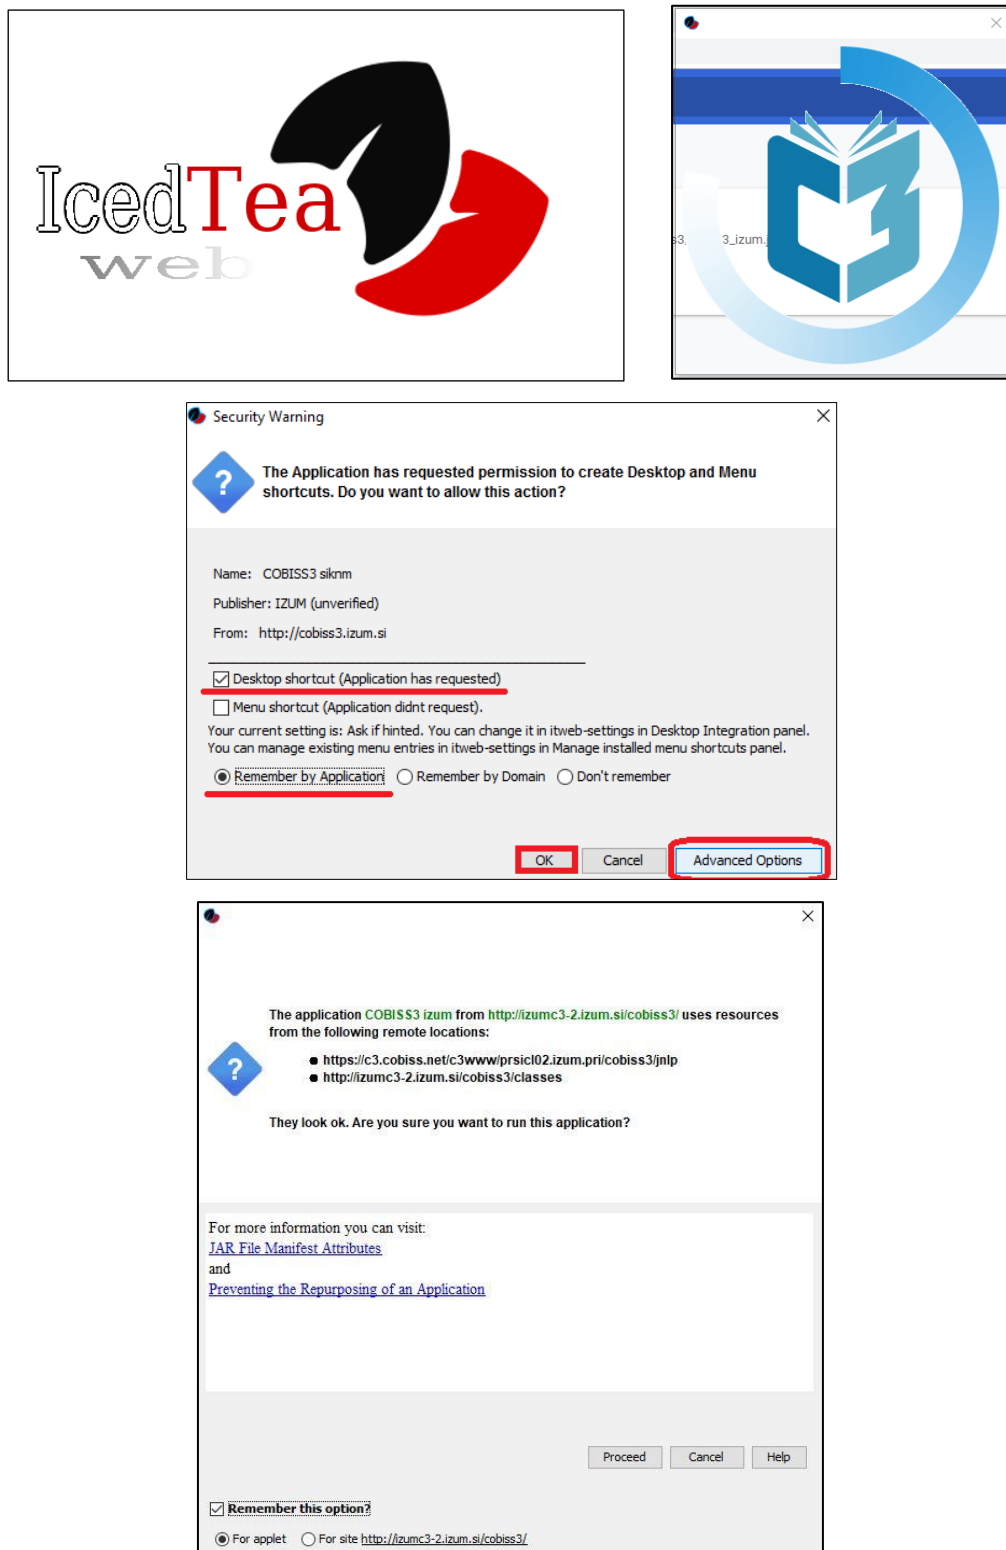 IcedTea
web
s3,
3_izum.j
C3
Security Warning
The Application has requested permission to create Desktop and Menu
shortcuts. Do you want to allow this action?
Name: COBISS3 siknm
Publisher: IZUM (unverified)
From: http://cobiss3.izum.si
Desktop shortcut (Application has requested)
Menu shortcut (Application didnt request).
Your current setting is: Ask if hinted. You can change it in itweb-settings in Desktop Integration panel.
You can manage existing menu entries in itweb-settings in Manage installed menu shortcuts panel.
Remember by Application Remember by Domain Don't remember
OK Cancel Advanced Options
The application COBISS3 izum from http://izumc3-2.izum.si/cobiss3/ uses resources
from the following remote locations:
https://c3.cobiss.net/c3www/prsicl02.izum.pri/cobiss3/jnlp
http://izumc3-2.izum.si/cobiss3/classes
They look ok. Are you sure you want to run this application?
For more information you can visit:
JAR File Manifest Attributes
and
Preventing the Repurposing of an Application
Proceed Cancel Help
Remember this option?
For applet For site http://izumc3-2.izum.si/cobiss3/